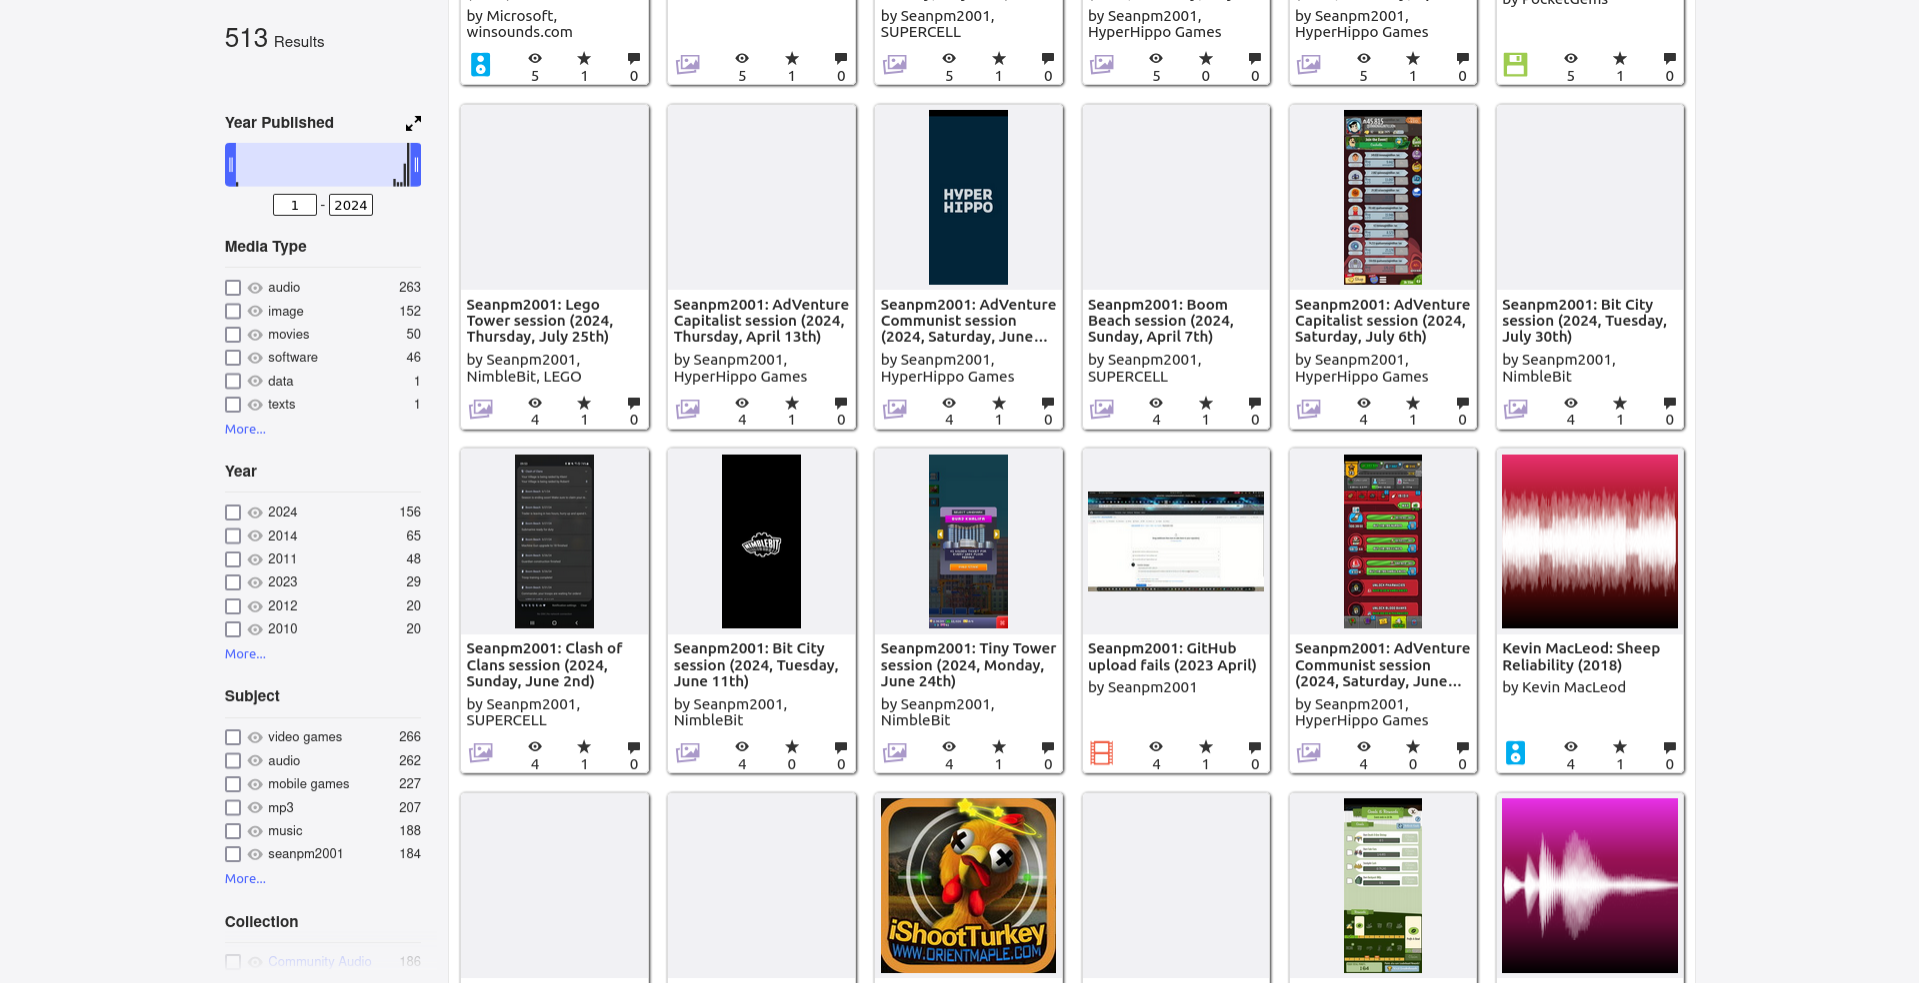 513 Results
Year Published
1 - 2024
Media Type
audio 263
image 152
movies 50
software 46
data 1
texts 1
More...
Year
2024 156
2014 65
2011 48
2023 29
2012 20
2010 20
More...
Subject
video games 266
audio 262
mobile games 227
mp3 207
music 188
seanpm2001 184
More...
Collection
Community Audio 186
by Microsoft,
winsounds.com
5 1 0
5 1 0
by Seanpm2001,
SUPERCELL
5 1 0
by Seanpm2001,
HyperHippo Games
5 0 0
by Seanpm2001,
HyperHippo Games
5 1 0
by PocketGems
5 1 0
Seanpm2001: Lego
Tower session (2024,
Thursday, July 25th)
by Seanpm2001,
NimbleBit, LEGO
4 1 0
Seanpm2001: AdVenture
Capitalist session (2024,
Thursday, April 13th)
by Seanpm2001,
HyperHippo Games
4 1 0
HYPER
HIPPO
Seanpm2001: AdVenture
Communist session
(2024, Saturday, June...
by Seanpm2001,
HyperHippo Games
4 1 0
Seanpm2001: Boom
Beach session (2024,
Sunday, April 7th)
by Seanpm2001,
SUPERCELL
4 1 0
Seanpm2001: AdVenture
Capitalist session (2024,
Saturday, July 6th)
by Seanpm2001,
HyperHippo Games
4 1 0
Seanpm2001: Bit City
session (2024, Tuesday,
July 30th)
by Seanpm2001,
NimbleBit
4 1 0
Seanpm2001: Clash of
Clans session (2024,
Sunday, June 2nd)
by Seanpm2001,
SUPERCELL
4 1 0
NIMBLEBIT
Seanpm2001: Bit City
session (2024, Tuesday,
June 11th)
by Seanpm2001,
NimbleBit
4 0 0
Seanpm2001: Tiny Tower
session (2024, Monday,
June 24th)
by Seanpm2001,
NimbleBit
4 1 0
Seanpm2001: GitHub
upload fails (2023 April)
by Seanpm2001
4 1 0
Seanpm2001: AdVenture
Communist session
(2024, Saturday, June...
by Seanpm2001,
HyperHippo Games
4 0 0
Kevin MacLeod: Sheep
Reliability (2018)
by Kevin MacLeod
4 1 0
iShootTurkey
WWW.ORIENTMAPLE.COM